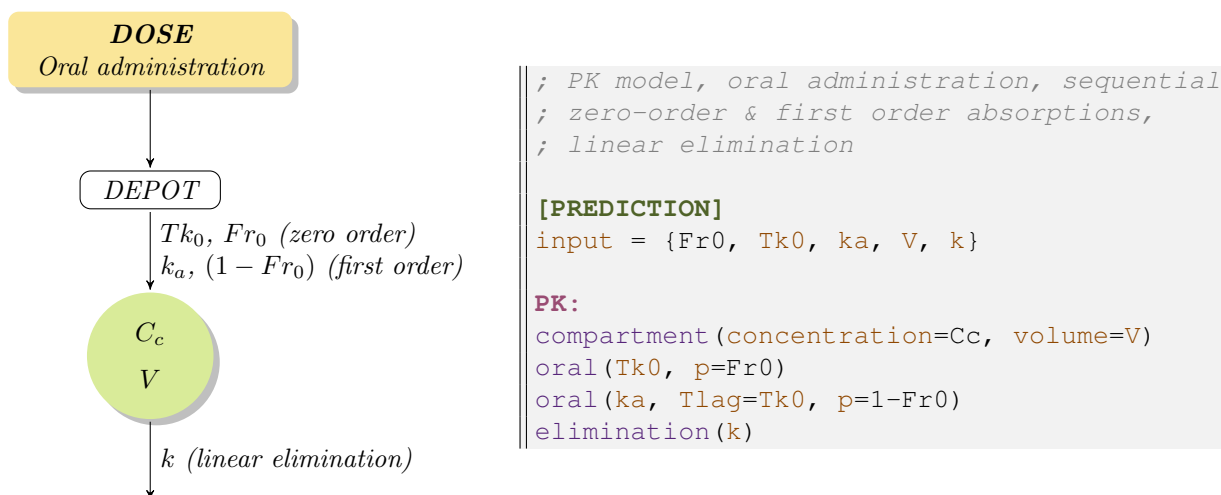 DOSE
Oral administration
DEPOT
Tk₀, Fr₀ (zero order)
kₐ, (1 − Fr₀) (first order)
C_c
V
k (linear elimination)
; PK model, oral administration, sequential
; zero-order & first order absorptions,
; linear elimination
[PREDICTION]
input = {Fr0, Tk0, ka, V, k}
PK:
compartment(concentration=Cc, volume=V)
oral(Tk0, p=Fr0)
oral(ka, Tlag=Tk0, p=1-Fr0)
elimination(k)